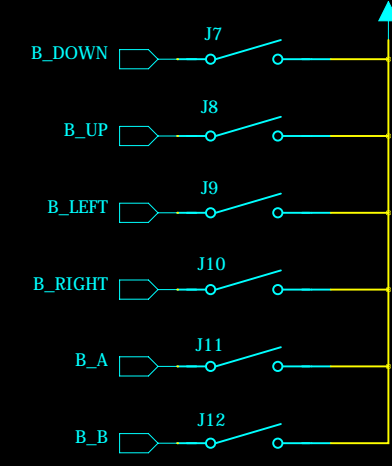 J7
B_DOWN
J8
B_UP
J9
B_LEFT
J10
B_RIGHT
J11
B_A
J12
B_B